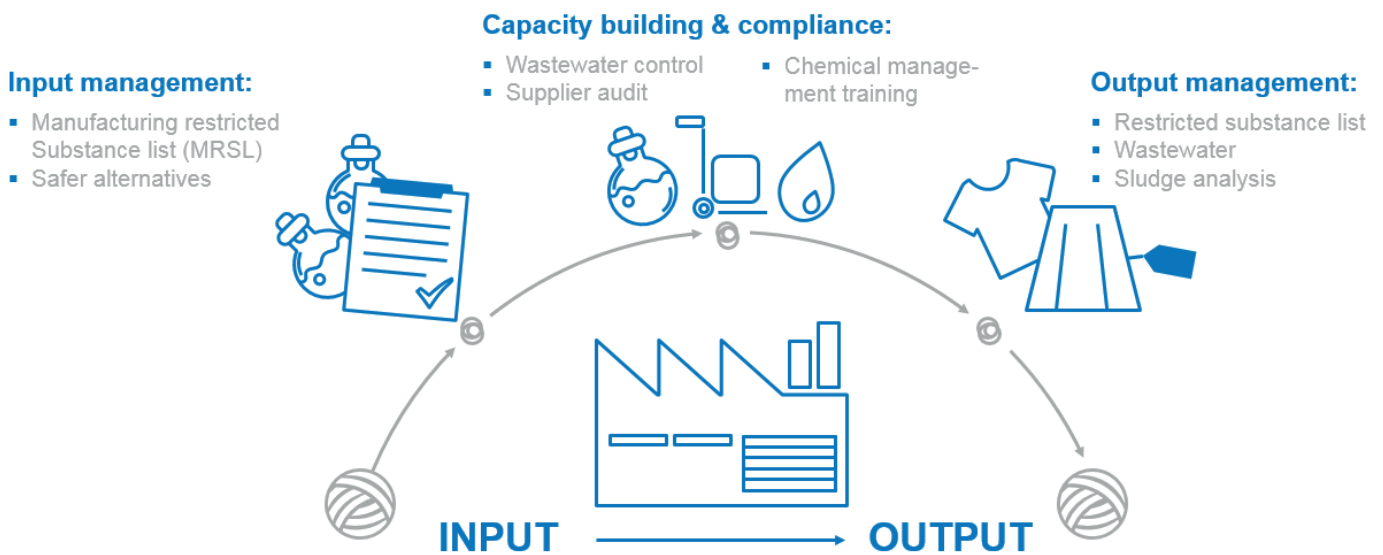 Capacity building & compliance:
▪ Wastewater control
▪ Supplier audit
▪ Chemical manage-
ment training
Input management:
▪ Manufacturing restricted
Substance list (MRSL)
▪ Safer alternatives
Output management:
▪ Restricted substance list
▪ Wastewater
▪ Sludge analysis
INPUT
OUTPUT